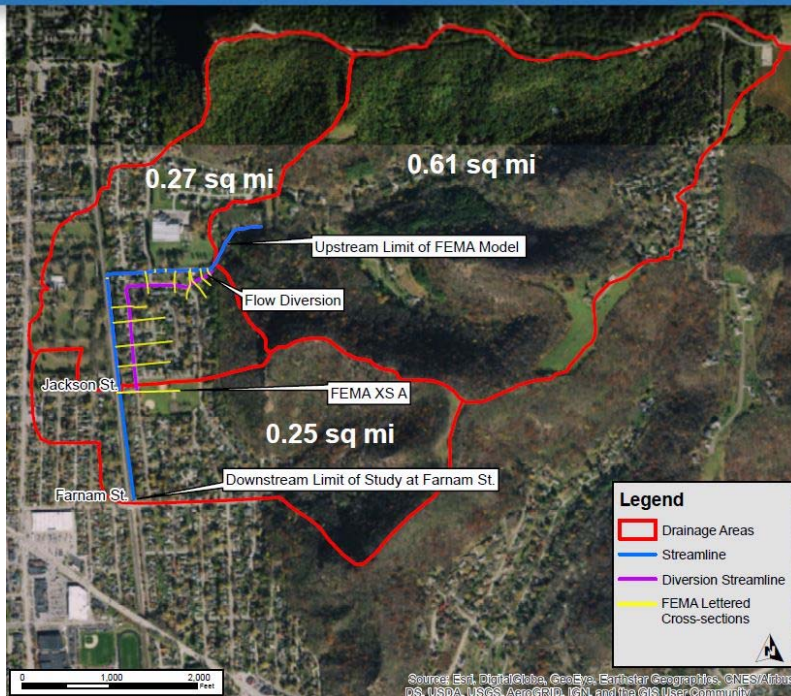 0.27 sq mi
0.61 sq mi
Upstream Limit of FEMA Model
Flow Diversion
Jackson St.
FEMA XS A
0.25 sq mi
Downstream Limit of Study at Farnam St.
Farnam St.
Legend
Drainage Areas
Streamline
Diversion Streamline
FEMA Lettered
Cross-sections
N
0 1,000 2,000
Feet
Source: Esri, DigitalGlobe, GeoEye, Earthstar Geographics, CNES/Airbus
DS, USDA, USGS, AeroGRID, IGN, and the GIS User Community